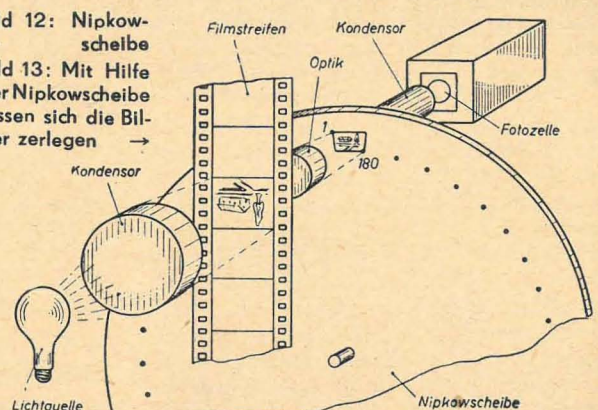 d 12: Nipkow-
scheibe
ld 13: Mit Hilfe
er Nipkowscheibe
ssen sich die Bil-
er zerlegen →
Filmstreifen
Kondensor
Optik
Fotozelle
1
180
Kondensor
Lichtquelle
Nipkowscheibe